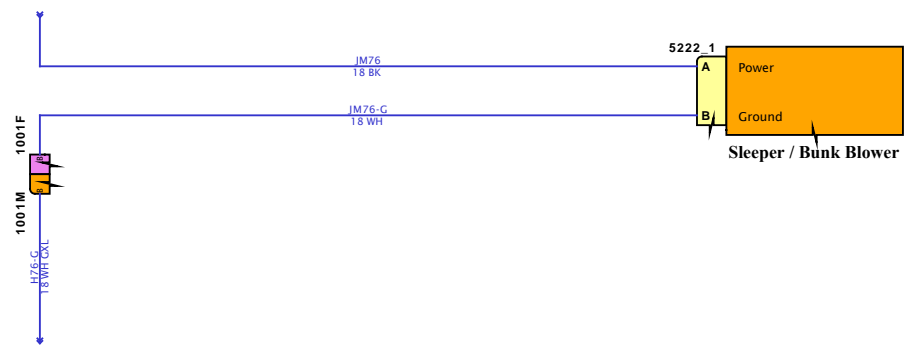 5222_1
JM76
18 BK
A
Power
JM76-G
18 WH
B
Ground
Sleeper / Bunk Blower
1001F
B
B
1001M
H76-G
18 WH GXL